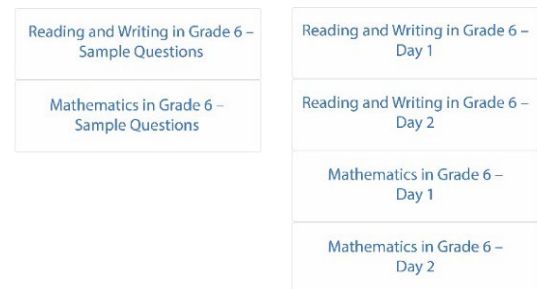 Reading and Writing in Grade 6 –
Sample Questions
Mathematics in Grade 6 –
Sample Questions
Reading and Writing in Grade 6 –
Day 1
Reading and Writing in Grade 6 –
Day 2
Mathematics in Grade 6 –
Day 1
Mathematics in Grade 6 –
Day 2